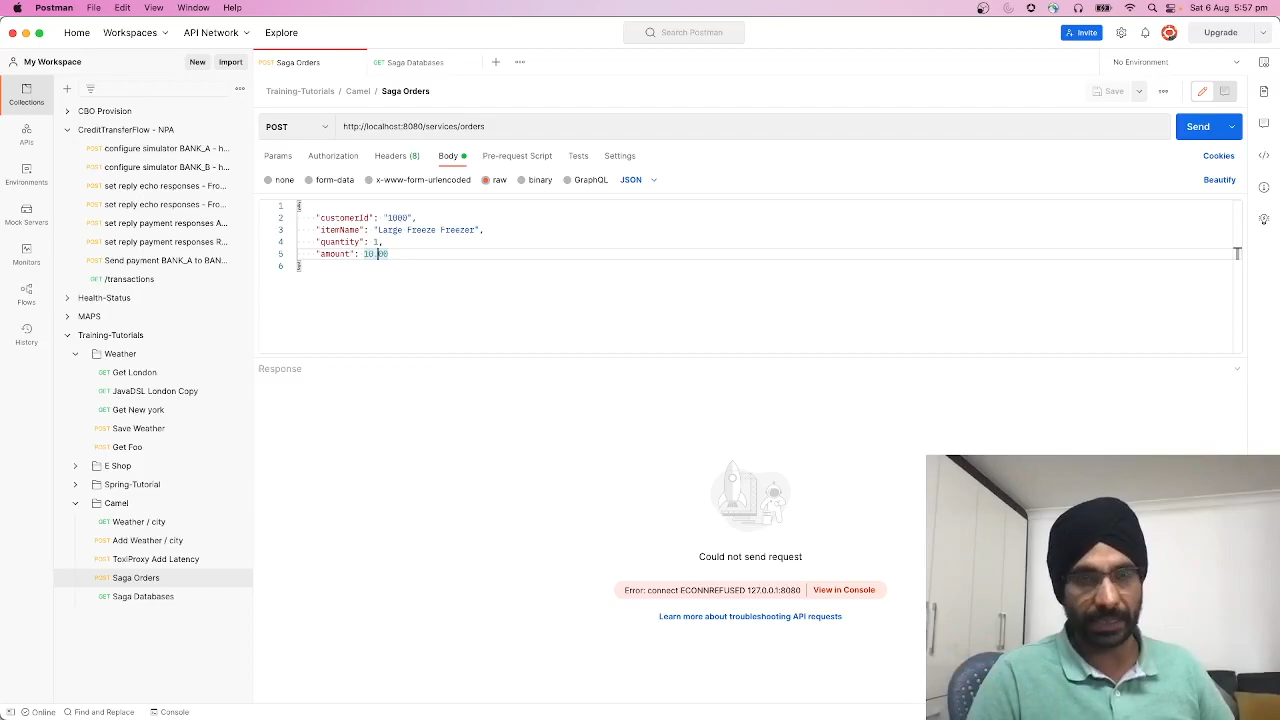 Postman File Edit View Window Help Sat 6 Aug 5:57 pm
Home Workspaces API Network Explore Search Postman Invite Upgrade
My Workspace New Import POST Saga Orders GET Saga Databases No Environment
Collections
APIs
Environments
Mock Servers
Monitors
Flows
History
CBO Provision
CreditTransferFlow - NPA
POST configure simulator BANK_A - h...
POST configure simulator BANK_B - h...
POST set reply echo responses - Fro...
POST set reply echo responses - Fro...
POST set reply payment responses A...
POST set reply payment responses R...
POST Send payment BANK_A to BAN...
POST /transactions
Health-Status
MAPS
Training-Tutorials
Weather
GET Get London
GET JavaDSL London Copy
GET Get New york
POST Save Weather
POST Get Foo
E Shop
Spring-Tutorial
Camel
GET Weather / city
POST Add Weather / city
POST ToxiProxy Add Latency
POST Saga Orders
GET Saga Databases
Training-Tutorials / Camel / Saga Orders Save
POST http://localhost:8080/services/orders Send
Params Authorization Headers (8) Body Pre-request Script Tests Settings Cookies
none form-data x-www-form-urlencoded raw binary GraphQL JSON Beautify
1 {
2 "customerId": "1000",
3 "itemName": "Large Freeze Freezer",
4 "quantity": 1,
5 "amount": 10.00
6 }
Response
Could not send request
Error: connect ECONNREFUSED 127.0.0.1:8080 View in Console
Learn more about troubleshooting API requests
Online Find and Replace Console